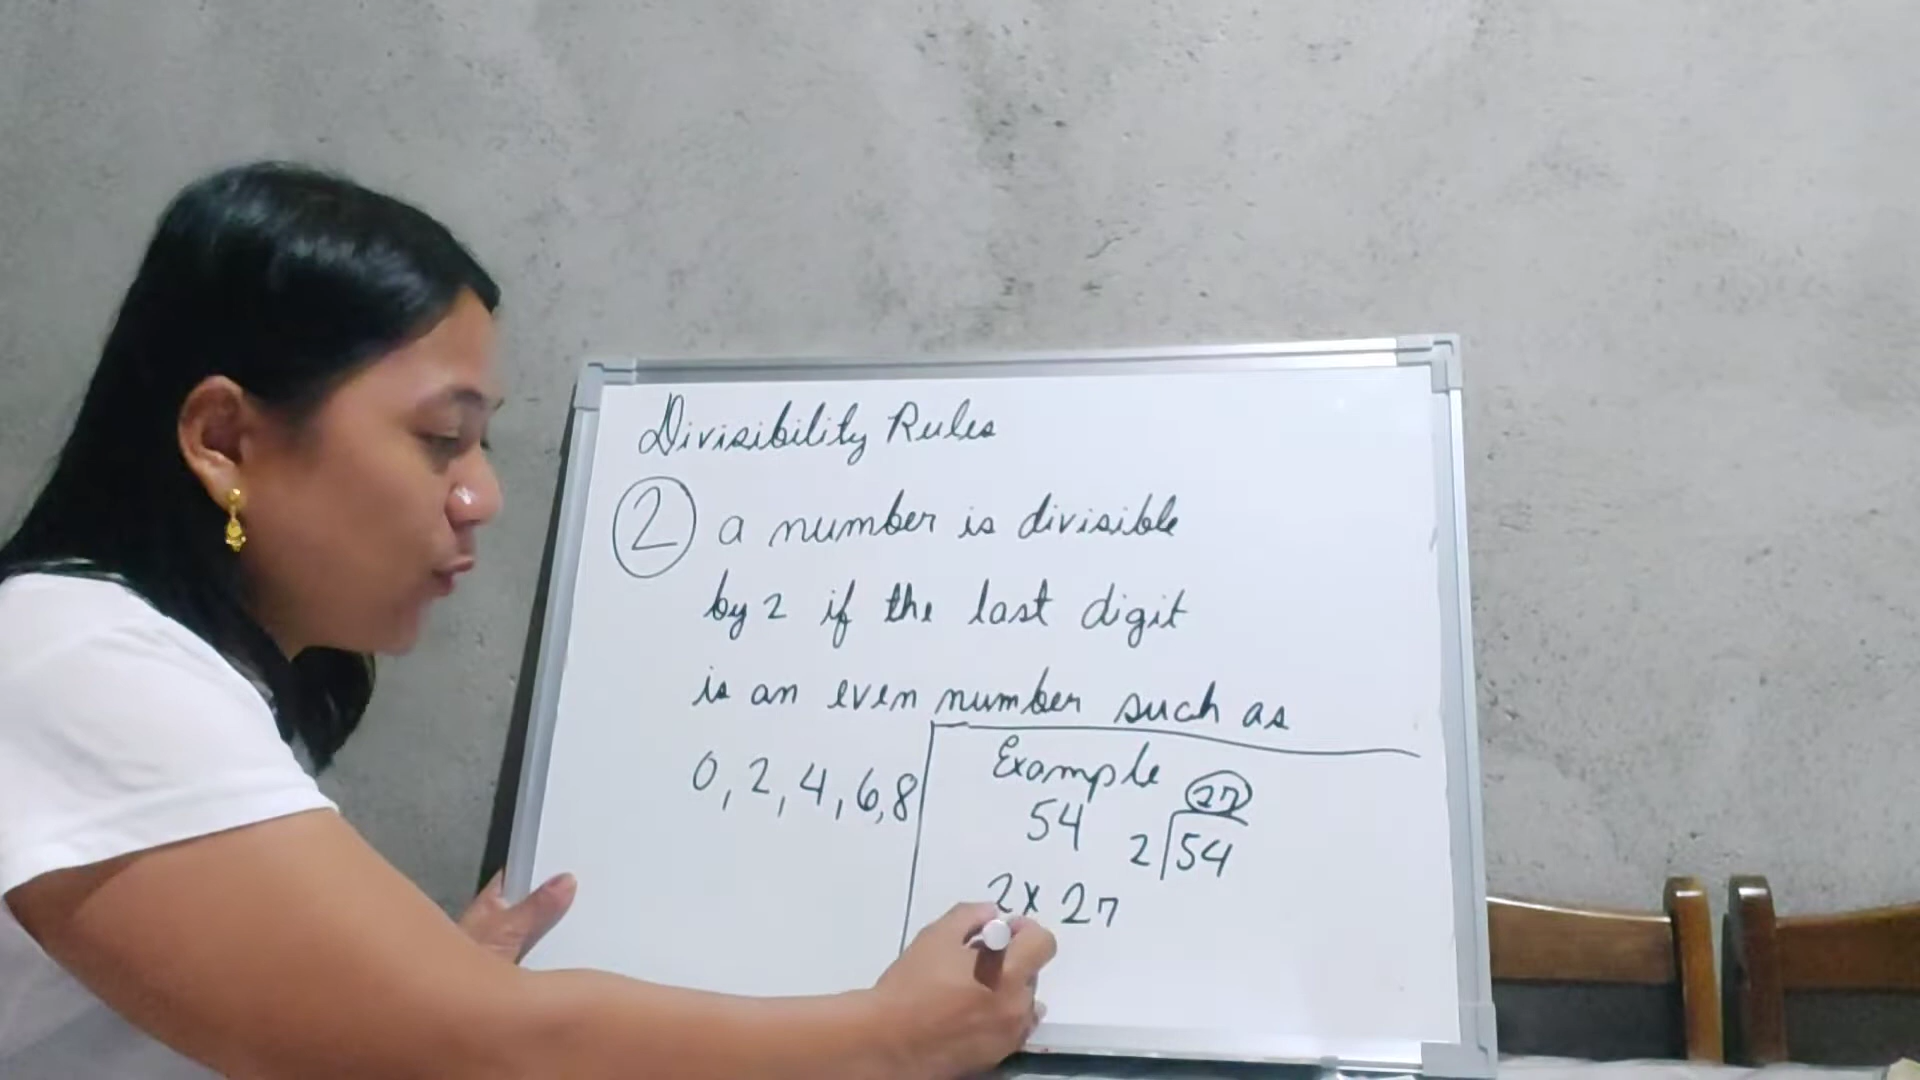 Divisibility Rules
2 a number is divisible
by 2 if the last digit
is an even number such as
0, 2, 4, 6, 8
Example
54
27
2 54
2 x 27